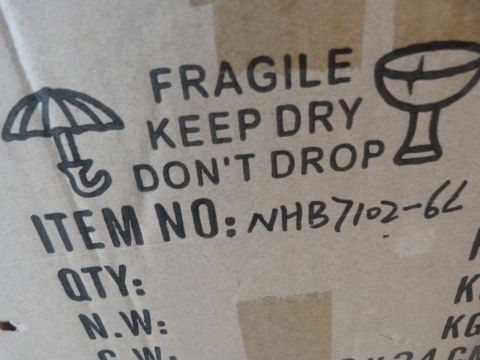 FRAGILE
KEEP DRY
DON'T DROP
ITEM NO: NHB7102-6L
QTY:
N.W:
KG